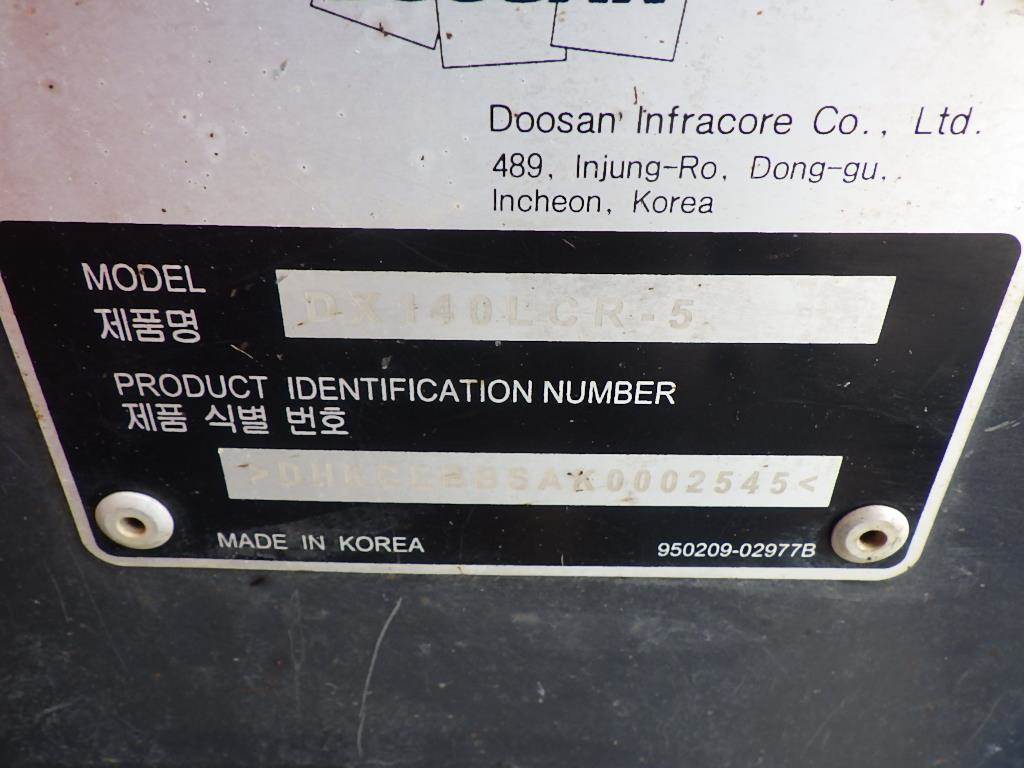 Doosan Infracore Co., Ltd.
489, Injung-Ro, Dong-gu,
Incheon, Korea
MODEL
제품명
DX140LCR-5
PRODUCT IDENTIFICATION NUMBER
제품 식별 번호
MADE IN KOREA
950209-02977B